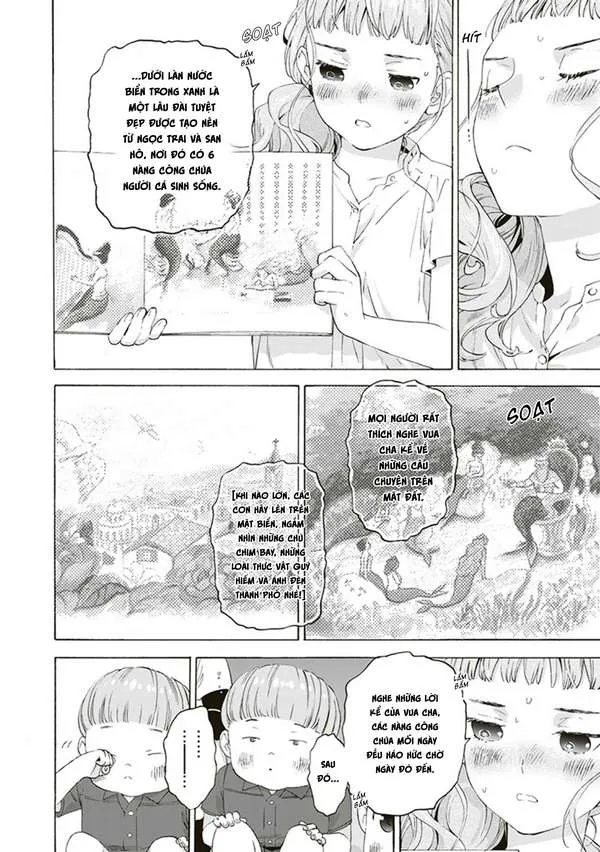 HÍT
SOẠT
LẨM
BẨM
...DƯỚI LÀN NƯỚC
BIỂN TRONG XANH LÀ
MỘT LÂU ĐÀI TUYỆT
ĐẸP ĐƯỢC TẠO NÊN
TỪ NGỌC TRAI VÀ SAN
HÔ, NƠI ĐÓ CÓ 6
NÀNG CÔNG CHÚA
NGƯỜI CÁ SINH SỐNG.
SOẠT
MỌI NGƯỜI RẤT
THÍCH NGHE VUA
CHA KỂ VỀ
NHỮNG CÂU
CHUYỆN TRÊN
MẶT ĐẤT.
[KHI NÀO LỚN, CÁC
CON HÃY LÊN TRÊN
MẶT BIỂN, NGẮM
NHÌN NHỮNG CHÚ
CHIM BAY, NHỮNG
LOÀI THỰC VẬT QUÝ
HIẾM VÀ ÁNH ĐÈN
THÀNH PHỐ NHÉ!]
LẨM
BẨM
NGHE NHỮNG LỜI
KỂ CỦA VUA CHA,
CÁC NÀNG CÔNG
CHÚA MỖI NGÀY
ĐỀU HÁO HỨC CHỜ
NGÀY ĐÓ ĐẾN.
SAU
ĐÓ...
LẨM
BẨM
......